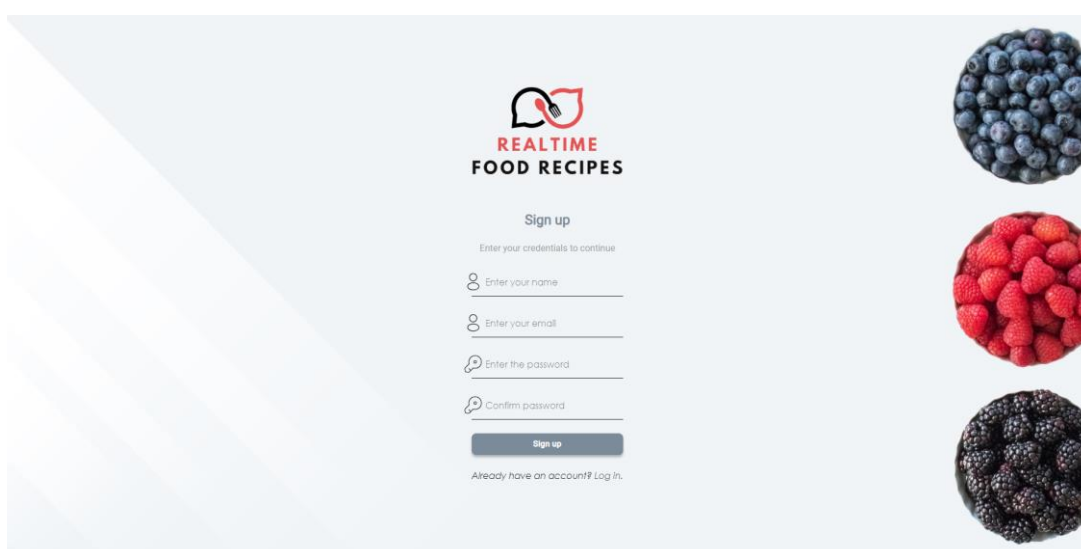 REALTIME
FOOD RECIPES
Sign up
Enter your credentials to continue
Enter your name
Enter your email
Enter the password
Confirm password
Sign up
Already have an account? Log in.